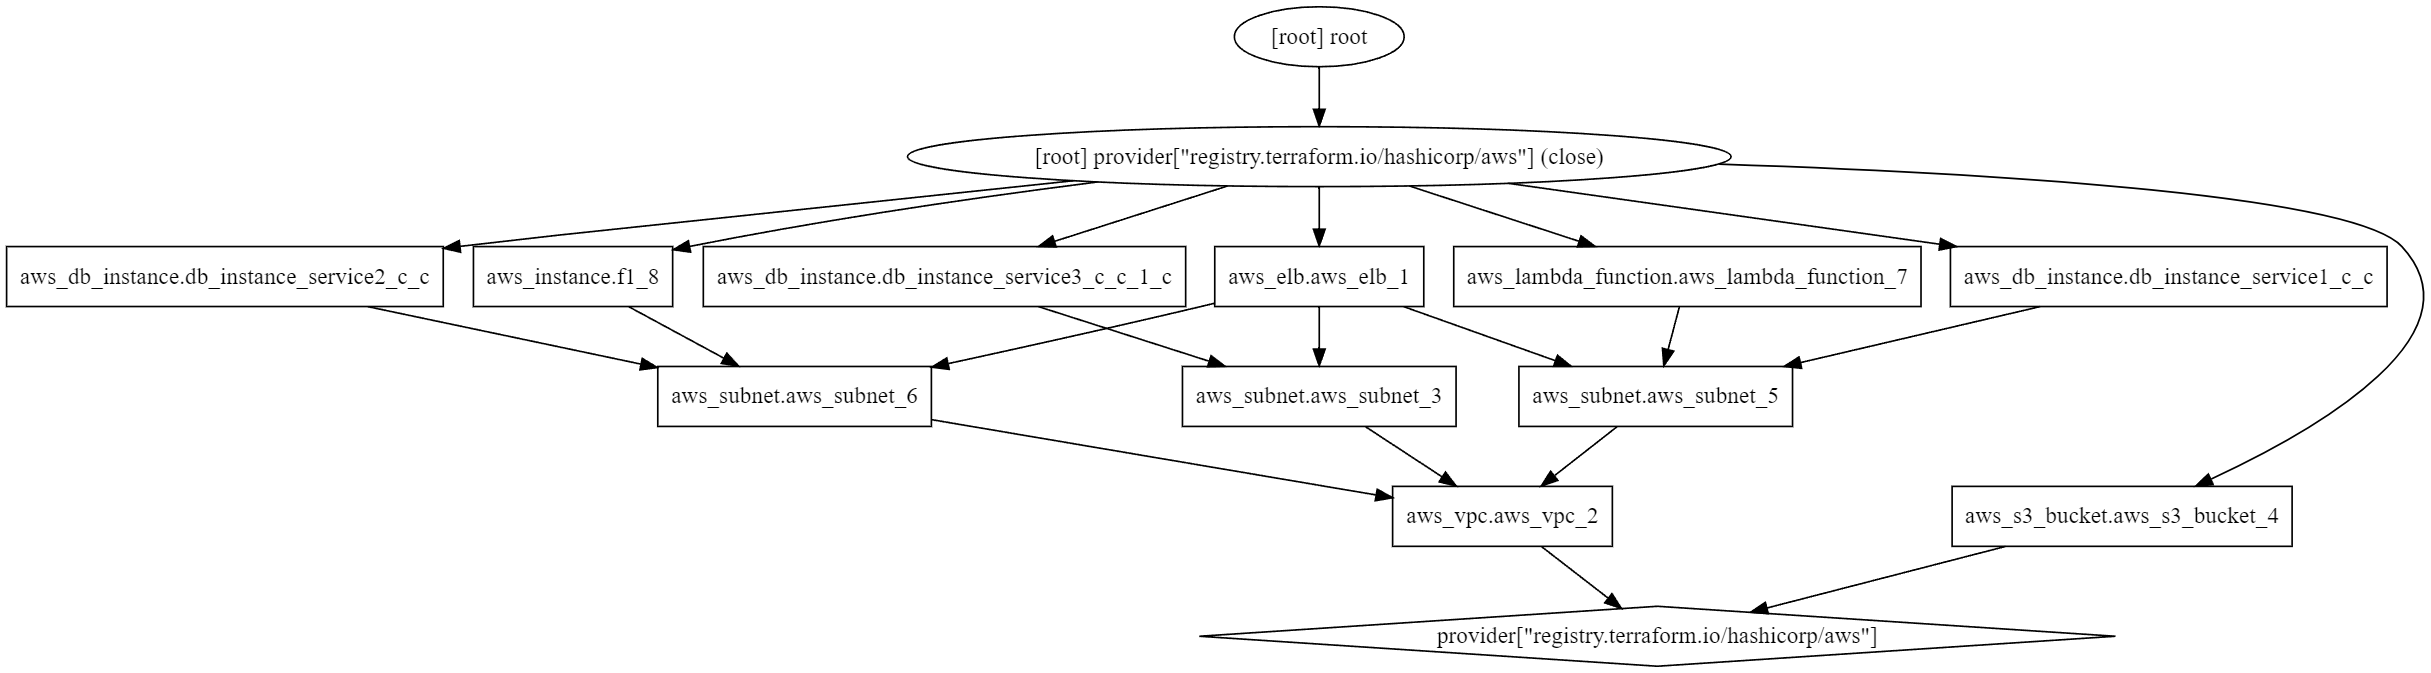 [root] root
[root] provider["registry.terraform.io/hashicorp/aws"] (close)
aws_db_instance.db_instance_service2_c_c
aws_instance.f1_8
aws_db_instance.db_instance_service3_c_c_1_c
aws_elb.aws_elb_1
aws_lambda_function.aws_lambda_function_7
aws_db_instance.db_instance_service1_c_c
aws_subnet.aws_subnet_6
aws_subnet.aws_subnet_3
aws_subnet.aws_subnet_5
aws_vpc.aws_vpc_2
aws_s3_bucket.aws_s3_bucket_4
provider["registry.terraform.io/hashicorp/aws"]